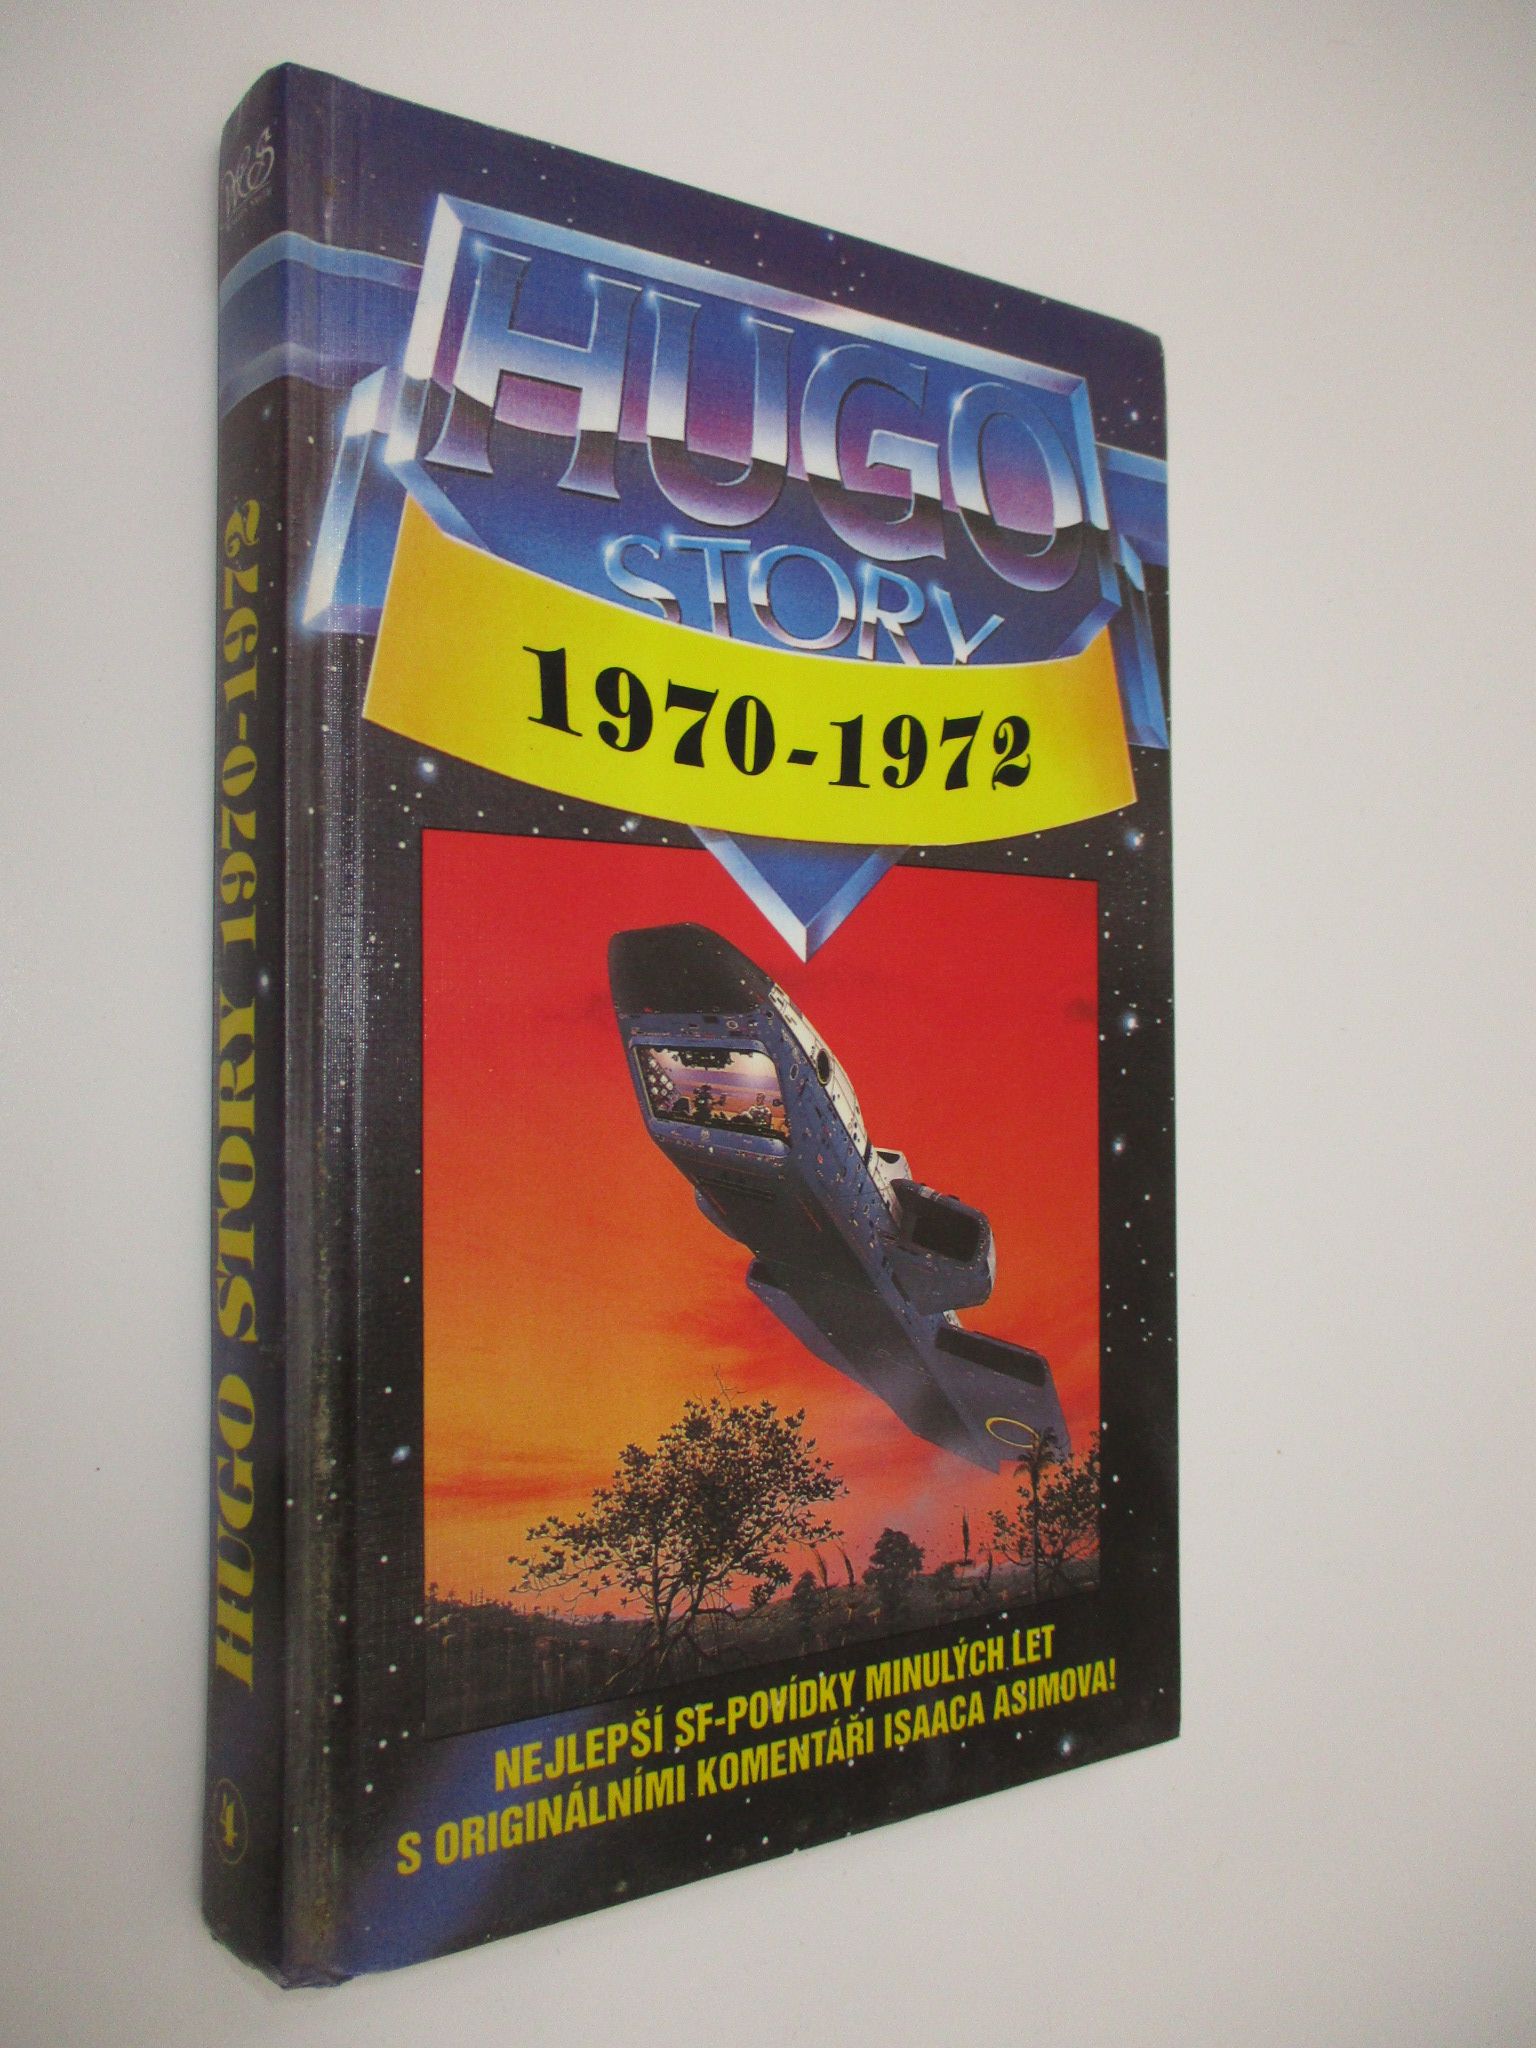 HUGO
STORY
1970-1972
NEJLEPŠÍ SF-POVÍDKY MINULÝCH LET
S ORIGINÁLNÍMI KOMENTÁŘI ISAACA ASIMOVA!
HUGO STORY 1970-1972
4